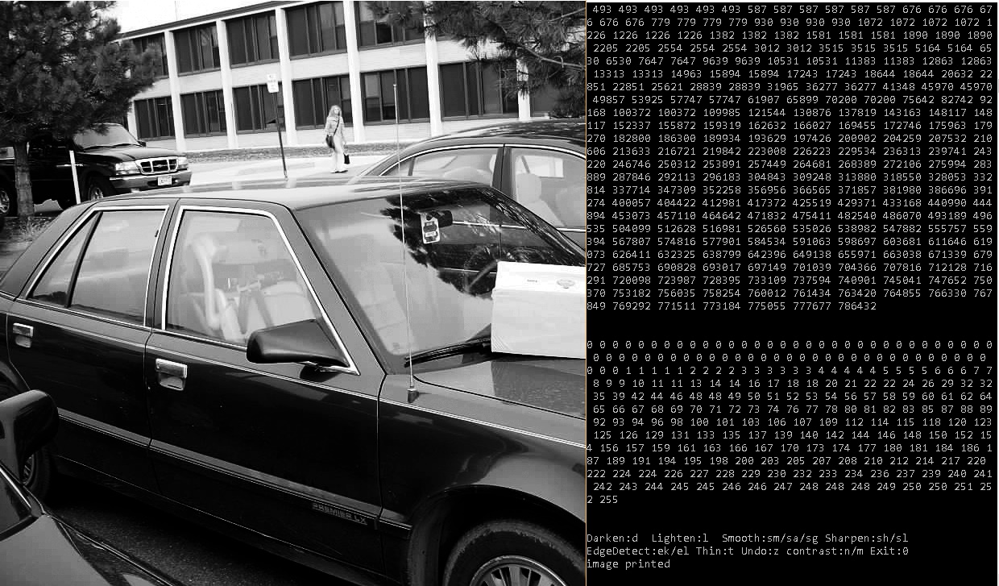 493 493 493 493 493 587 587 587 587 587 676 676 676 67
6 676 676 779 779 779 779 930 930 930 930 1072 1072 1072 1072 1
226 1226 1226 1226 1382 1382 1382 1581 1581 1581 1890 1890 1890
2205 2205 2554 2554 2554 3012 3012 3515 3515 3515 5164 5164 65
30 6530 7647 7647 9639 9639 10531 10531 11383 11383 12863 12863
13313 13313 14963 15894 15894 17243 17243 18644 18644 20632 22
851 22851 25621 28839 28839 31965 36277 36277 41348 45970 45970
49857 53925 57747 57747 61907 65899 70200 70200 75642 82742 92
168 100372 100372 109985 121544 130876 137819 143163 148117 148
117 152337 155872 159319 162632 166027 169455 172746 175963 179
270 182800 186300 189934 193629 197426 200902 204259 207532 210
606 213633 216721 219842 223008 226223 229534 236313 239741 243
220 246746 250312 253891 257449 264681 268389 272106 275994 283
889 287846 292113 296138 304843 309248 313880 318550 328053 332
814 337714 347309 352258 356956 366565 371857 381980 386696 391
274 400057 404422 412981 417372 425519 429371 433168 440990 444
894 453073 457110 464642 471832 475411 482540 486070 493189 496
535 504099 512628 516981 526560 535026 538982 547882 555757 559
394 567807 574816 577901 584534 591063 598697 603681 611646 619
073 626411 632325 638799 642396 649138 655971 663038 671339 679
727 685753 690828 693017 697149 701039 704366 707816 712128 716
291 720098 723987 728395 733109 737594 740901 745041 747652 750
370 753182 756035 758254 760012 761434 763420 764855 766330 767
849 769292 771511 773184 775055 777677 786432
0 0 0 0 0 0 0 0 0 0 0 0 0 0 0 0 0 0 0 0 0 0 0 0 0 0 0 0 0 0 0 0
0 0 0 0 0 0 0 0 0 0 0 0 0 0 0 0 0 0 0 0 0 0 0 0 0 0 0 0 0 0 0
0 0 0 1 1 1 1 1 2 2 2 2 3 3 3 3 3 3 4 4 4 4 4 5 5 5 5 6 6 6 7 7
8 9 9 10 11 11 13 14 14 16 17 18 18 20 21 22 22 24 26 29 32 32
35 39 42 44 46 48 48 49 50 51 52 53 54 56 57 58 59 60 61 62 64
65 66 67 68 69 70 71 72 73 74 76 77 78 80 81 82 83 85 87 88 89
92 93 94 96 98 100 101 103 106 107 109 112 114 115 118 120 123
125 126 129 131 133 135 137 139 140 142 144 146 148 150 152 15
4 156 157 159 161 163 166 167 170 173 174 177 180 181 184 186 1
87 189 191 194 195 198 200 203 205 207 208 210 212 214 217 220
222 224 224 226 227 228 229 230 232 233 234 236 237 239 240 241
242 243 244 245 245 246 246 247 248 248 248 249 250 250 251 25
2 255
Darken:d Lighten:l Smooth:sm/sa/sg Sharpen:sh/sl
EdgeDetect:ek/el Thin:t Undo:z contrast:n/m Exit:0
image printed
PREMIER LX